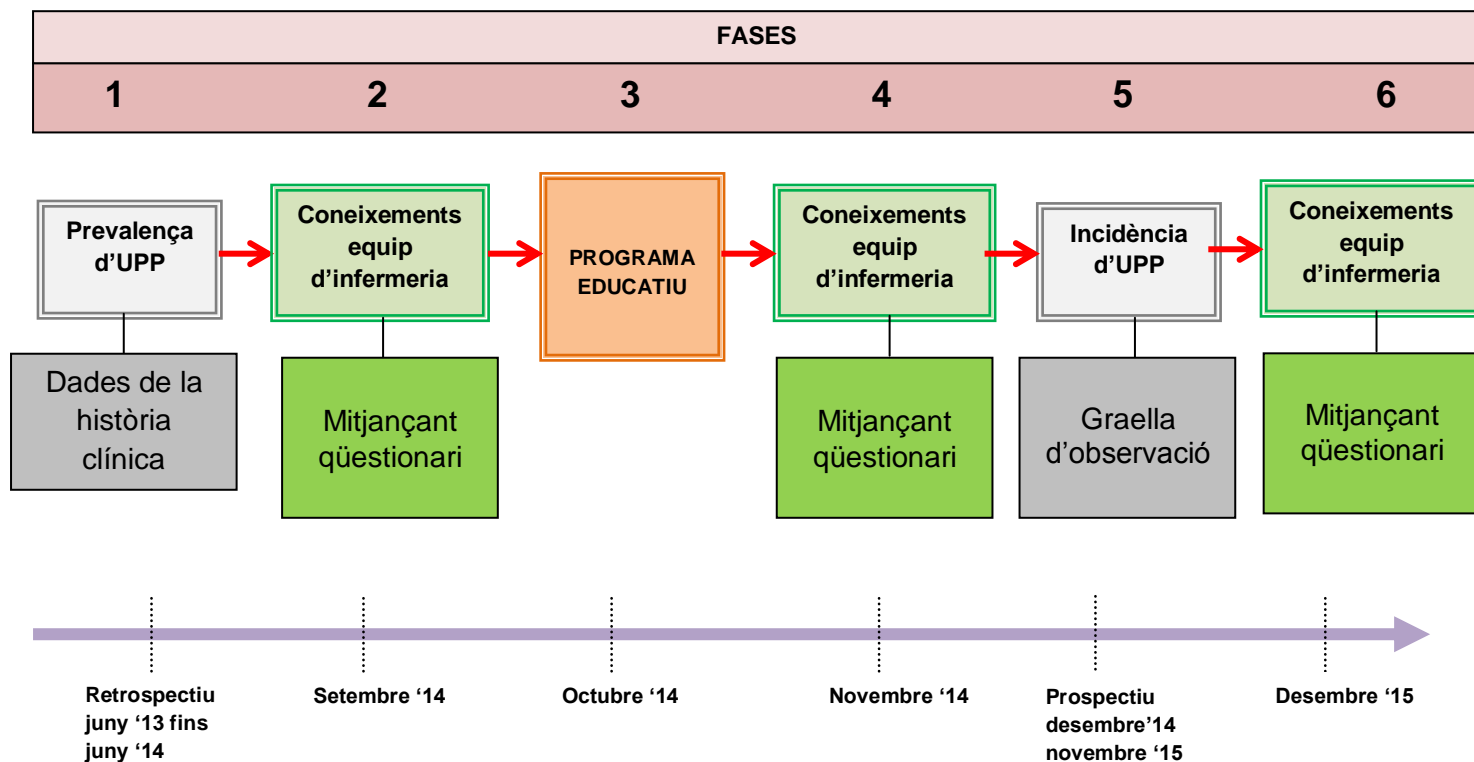 FASES
1 2 3 4 5 6
Prevalença
d’UPP
Coneixements
equip
d’infermeria
PROGRAMA
EDUCATIU
Coneixements
equip
d’infermeria
Incidència
d’UPP
Coneixements
equip
d’infermeria
Dades de la
història
clínica
Mitjançant
qüestionari
Mitjançant
qüestionari
Graella
d’observació
Mitjançant
qüestionari
Retrospectiu
juny ‘13 fins
juny ‘14
Setembre ‘14
Octubre ‘14
Novembre ‘14
Prospectiu
desembre’14
novembre ‘15
Desembre ‘15